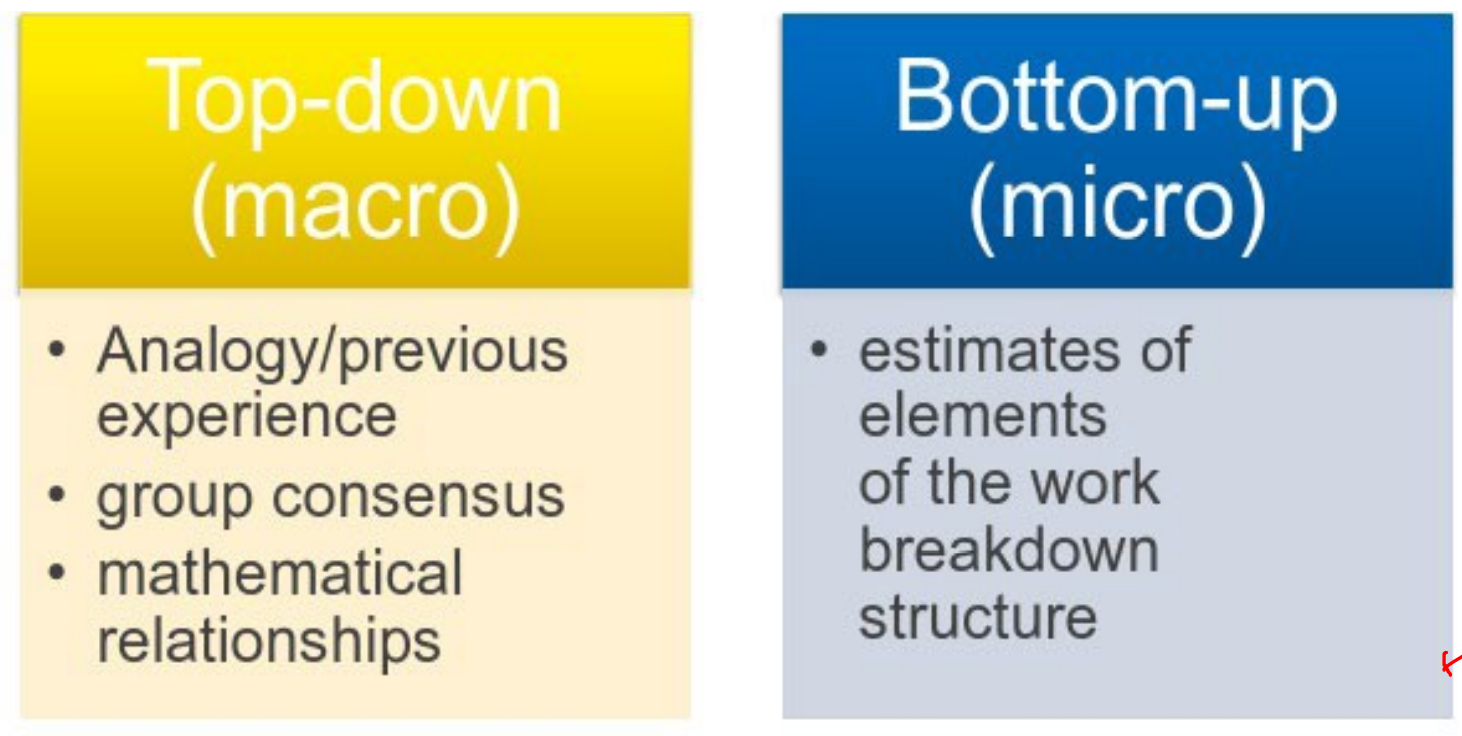 Top-down
(macro)
• Analogy/previous
experience
• group consensus
• mathematical
relationships
Bottom-up
(micro)
• estimates of
elements
of the work
breakdown
structure